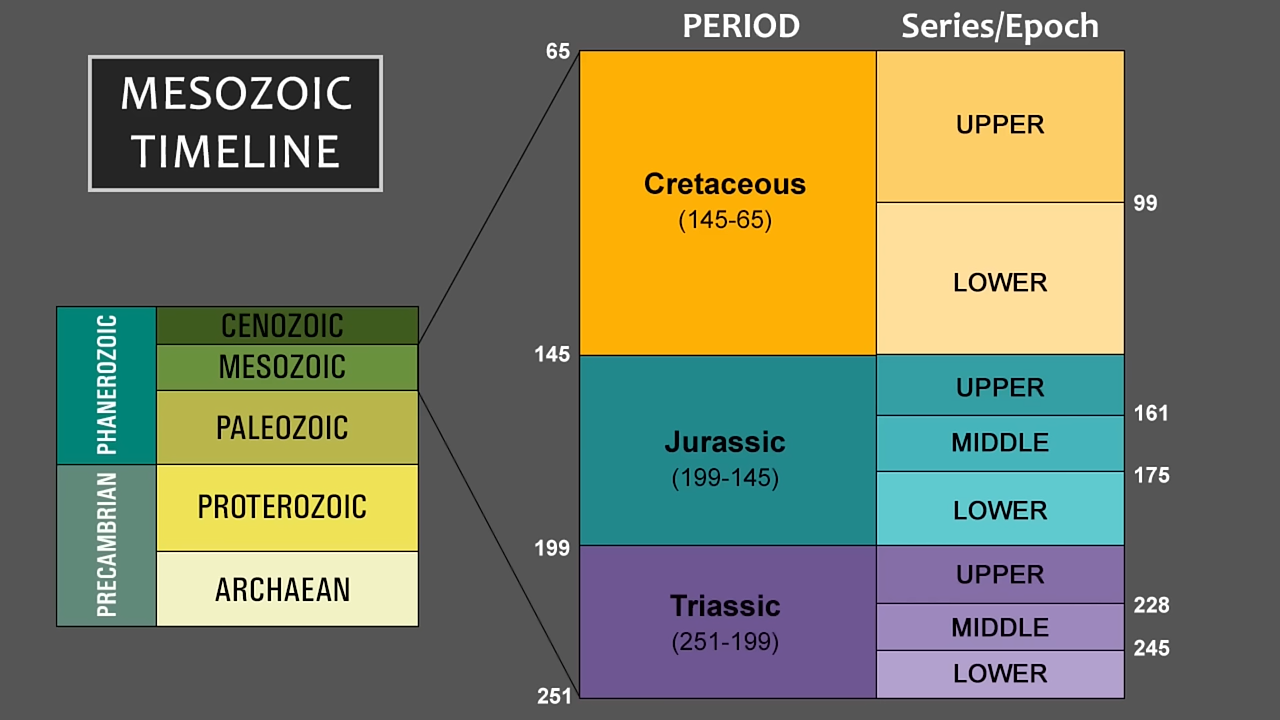 MESOZOIC
TIMELINE
PHANEROZOIC
CENOZOIC
MESOZOIC
PALEOZOIC
PRECAMBRIAN
PROTEROZOIC
ARCHAEAN
PERIOD
Series/Epoch
65
Cretaceous
(145-65)
UPPER
99
LOWER
145
Jurassic
(199-145)
UPPER
161
MIDDLE
175
LOWER
199
Triassic
(251-199)
UPPER
228
MIDDLE
245
LOWER
251